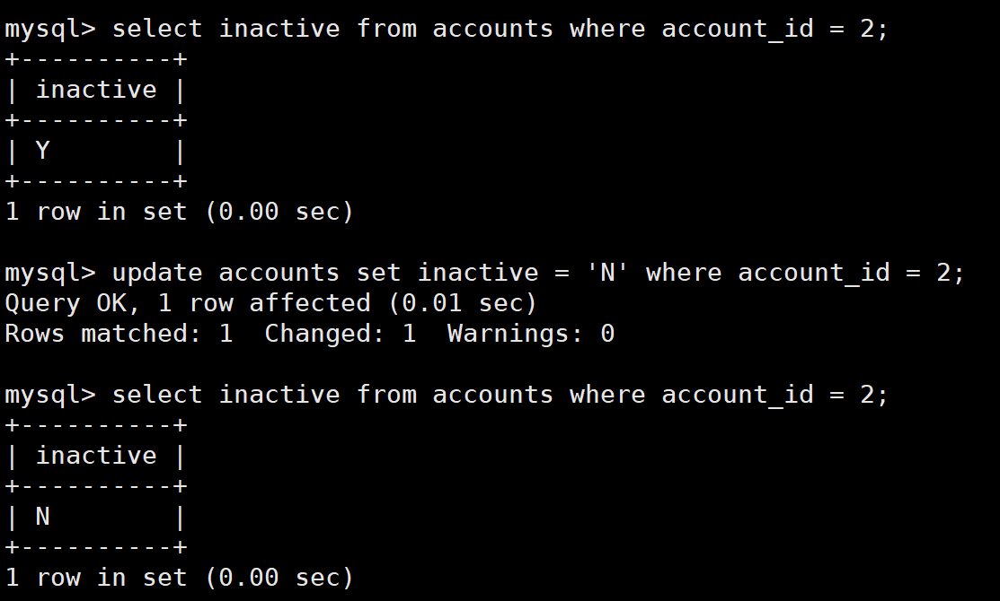 mysql> select inactive from accounts where account_id = 2;
+----------+
| inactive |
+----------+
| Y        |
+----------+
1 row in set (0.00 sec)

mysql> update accounts set inactive = 'N' where account_id = 2;
Query OK, 1 row affected (0.01 sec)
Rows matched: 1  Changed: 1  Warnings: 0

mysql> select inactive from accounts where account_id = 2;
+----------+
| inactive |
+----------+
| N        |
+----------+
1 row in set (0.00 sec)